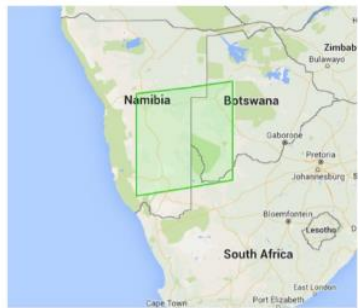 Zimbab
Bulawayo
Namibia
Botswana
Gaborone
Pretoria
Johannesburg
Bloemfontein
Lesotho
South Africa
East London
Cape Town
Port Elizabeth